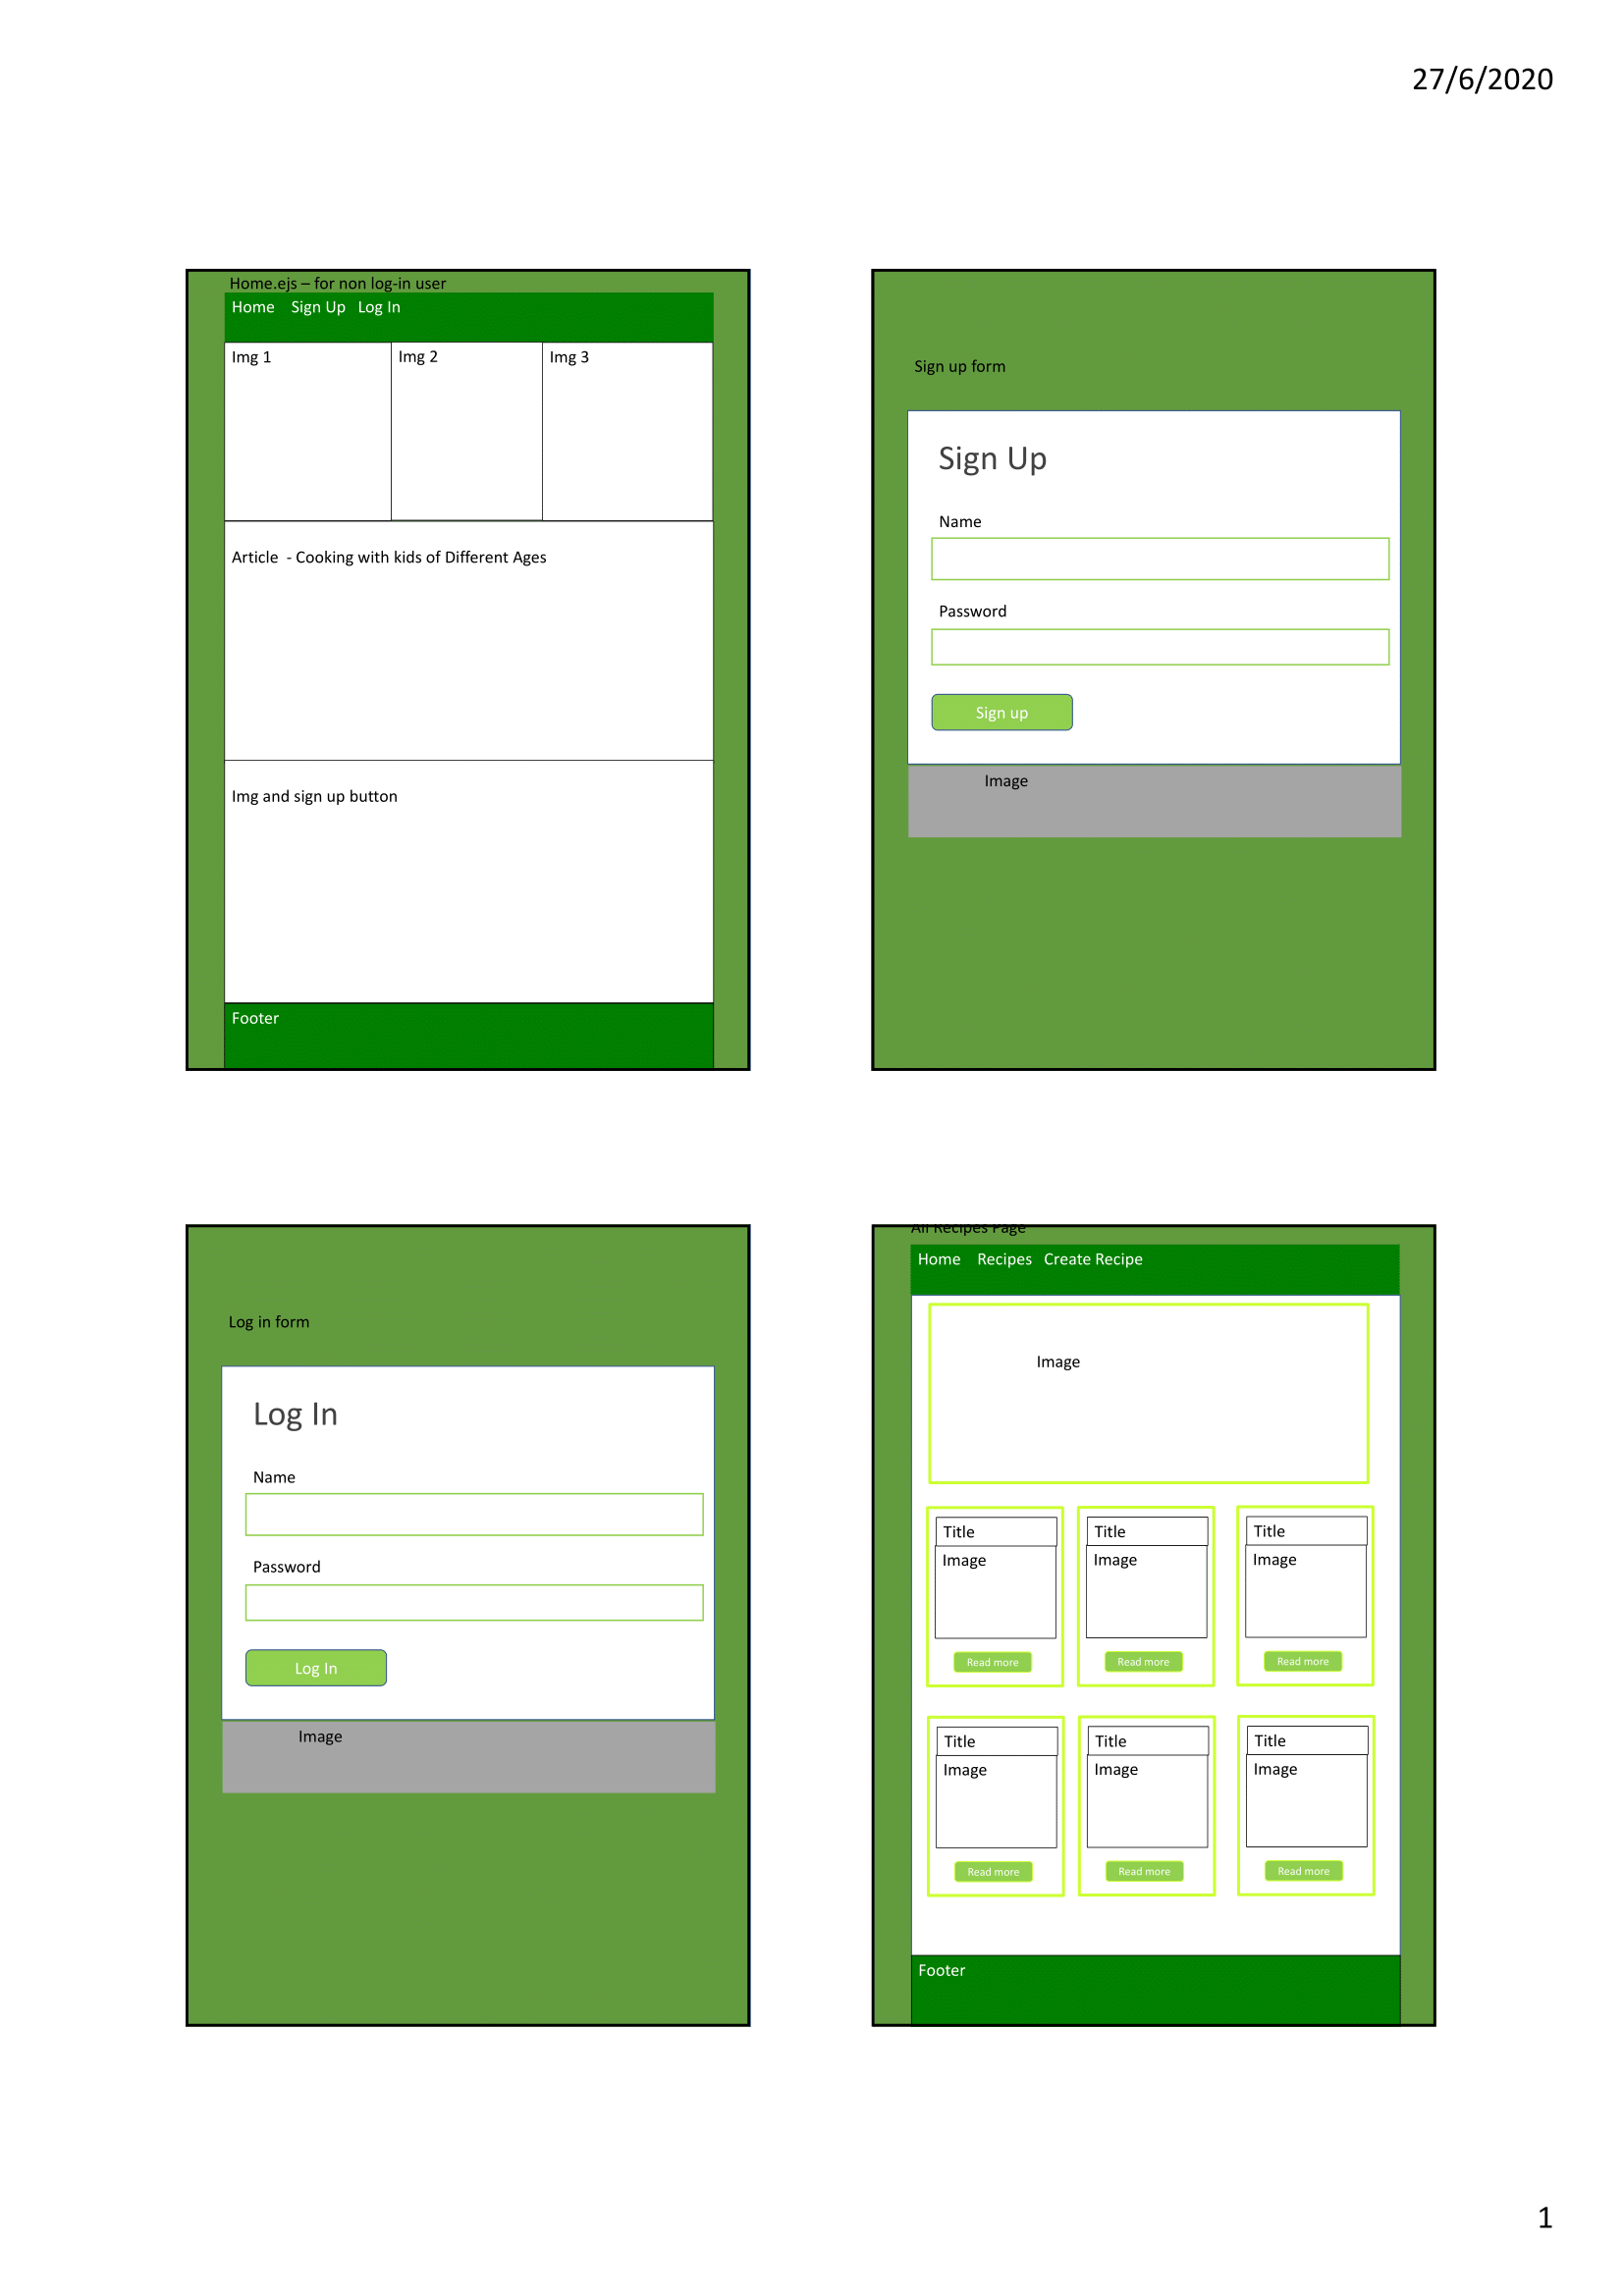 27/6/2020
Home.ejs – for non log-in user
Home Sign Up Log In
Img 1 Img 2 Img 3
Article - Cooking with kids of Different Ages
Img and sign up button
Footer
Sign up form
Sign Up
Name
Password
Sign up
Image
Log in form
Log In
Name
Password
Log In
Image
All Recipes Page
Home Recipes Create Recipe
Image
Title Title Title
Image Image Image
Read more Read more Read more
Title Title Title
Image Image Image
Read more Read more Read more
Footer
1